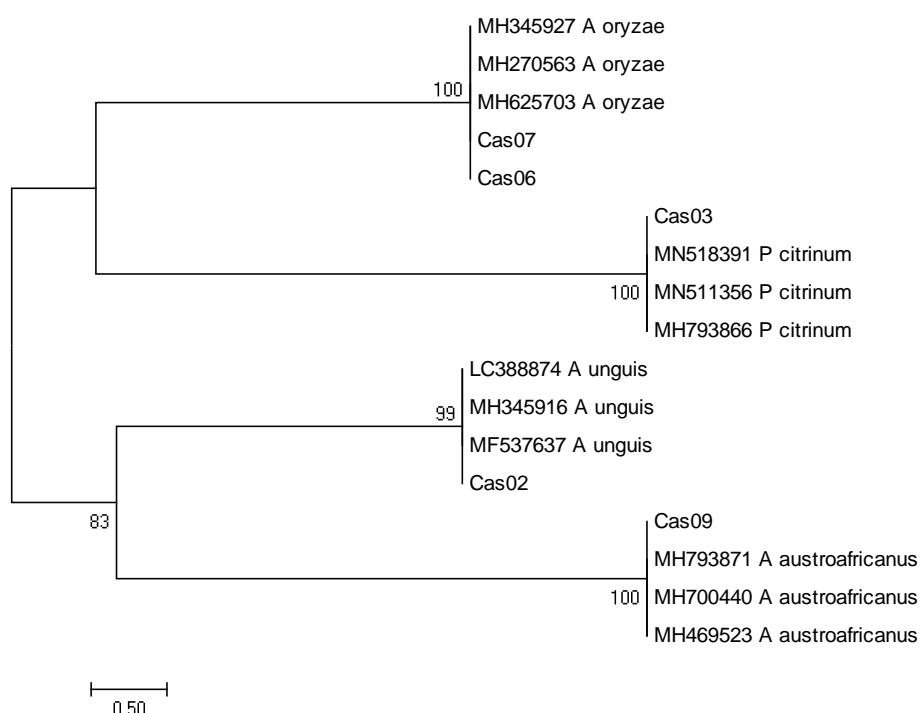 MH345927 A oryzae
MH270563 A oryzae
100
MH625703 A oryzae
Cas07
Cas06
Cas03
MN518391 P citrinum
MN511356 P citrinum
100
MH793866 P citrinum
LC388874 A unguis
MH345916 A unguis
99
MF537637 A unguis
Cas02
83
Cas09
MH793871 A austroafricanus
MH700440 A austroafricanus
100
MH469523 A austroafricanus
0.50